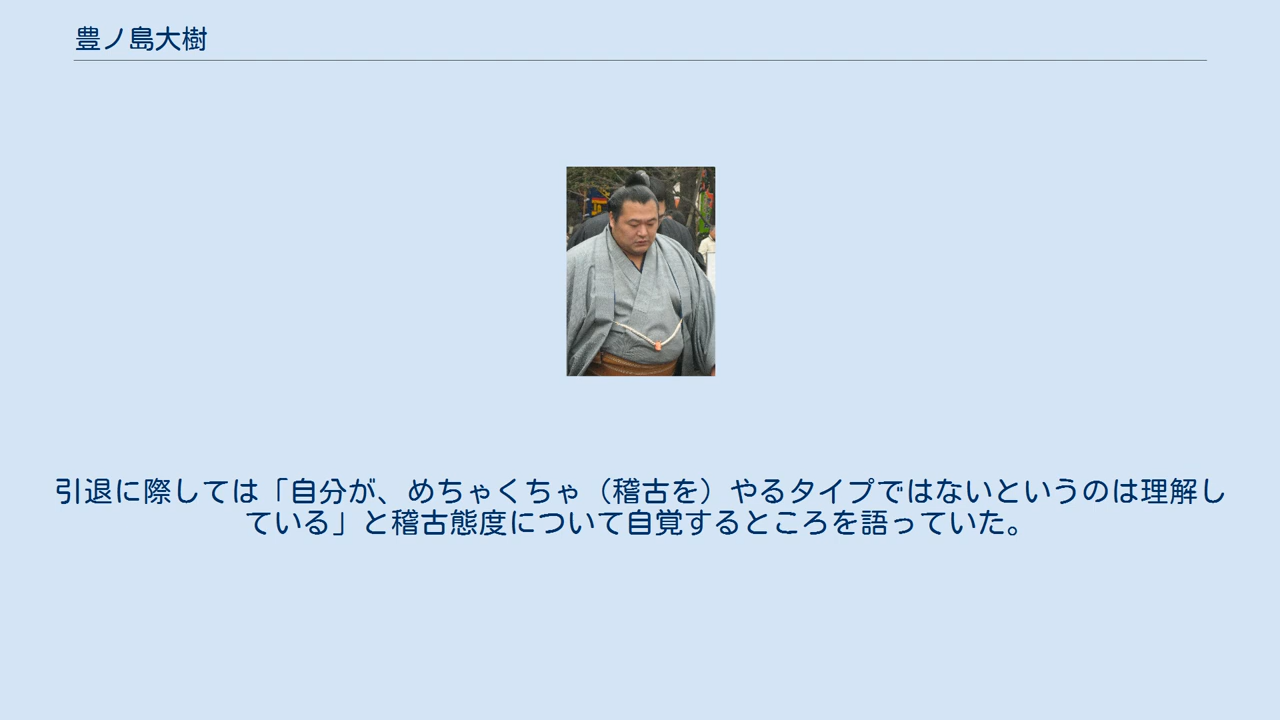 豊ノ島大樹
引退に際しては「自分が、めちゃくちゃ（稽古を）やるタイプではないというのは理解し
ている」と稽古態度について自覚するところを語っていた。